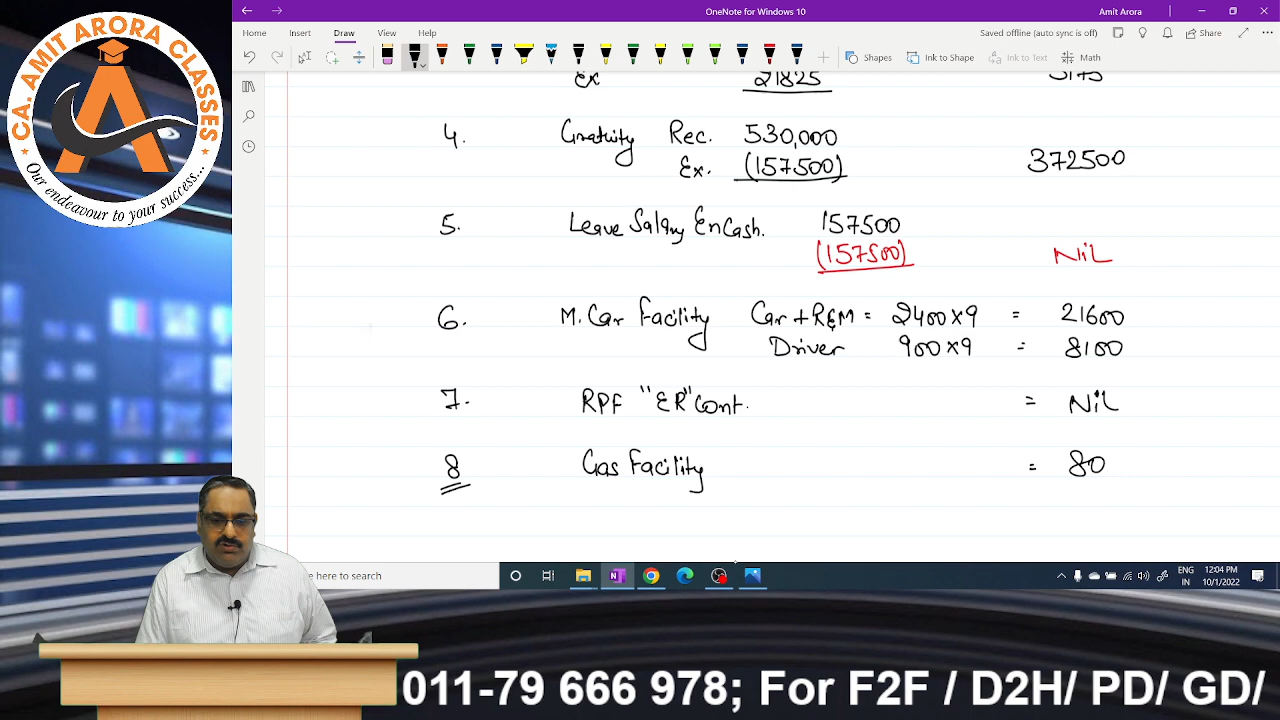 OneNote for Windows 10
Amit Arora
Home Insert Draw View Help
Saved offline (auto sync is off)
Share
Shapes Ink to Shape Ink to Text Math
CA. AMIT ARORA CLASSES
Our endeavour to your success...
Ex 21825 3175
4. Gratuity Rec. 530,000
Ex. (157500) 372500
5. Leave Salary Encash. 157500
(157500) NiL
6. M. Car Facility Car + R&M = 2400×9 = 21600
Driver 900×9 = 8100
7. RPF "ER" Cont. = NiL
8 Gas Facility = 80
here to search
ENG
IN
12:04 PM
10/1/2022
011-79 666 978; For F2F / D2H/ PD/ GD/